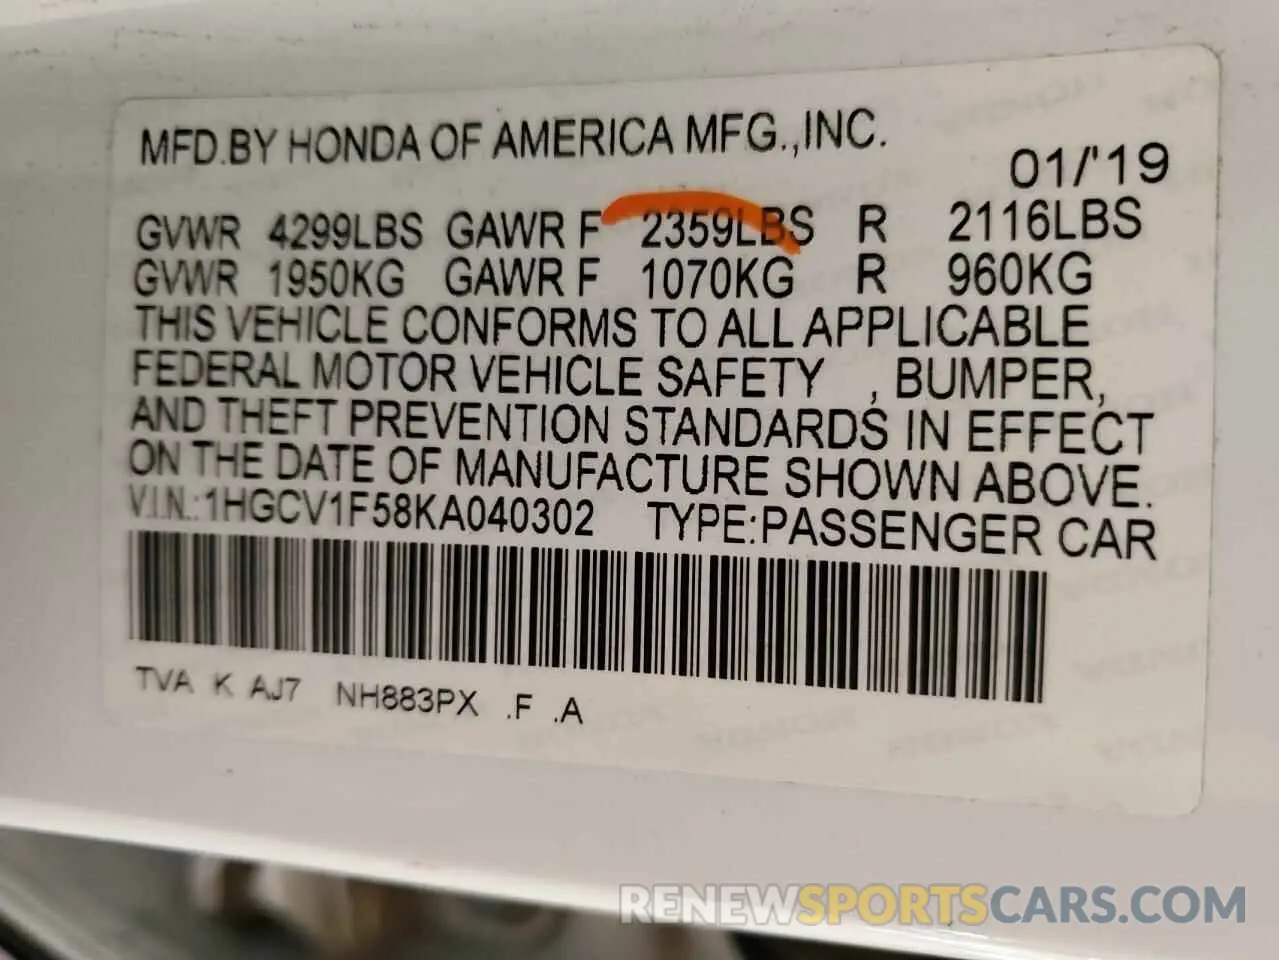 MFD.BY HONDA OF AMERICA MFG.,INC.
01/'19
GVWR 4299LBS GAWR F 2359LBS R 2116LBS
GVWR 1950KG GAWR F 1070KG R 960KG
THIS VEHICLE CONFORMS TO ALL APPLICABLE
FEDERAL MOTOR VEHICLE SAFETY , BUMPER,
AND THEFT PREVENTION STANDARDS IN EFFECT
ON THE DATE OF MANUFACTURE SHOWN ABOVE.
V.I.N.:1HGCV1F58KA040302 TYPE:PASSENGER CAR
TVA K AJ7 NH883PX .F .A
RENEWSPORTSCARS.COM